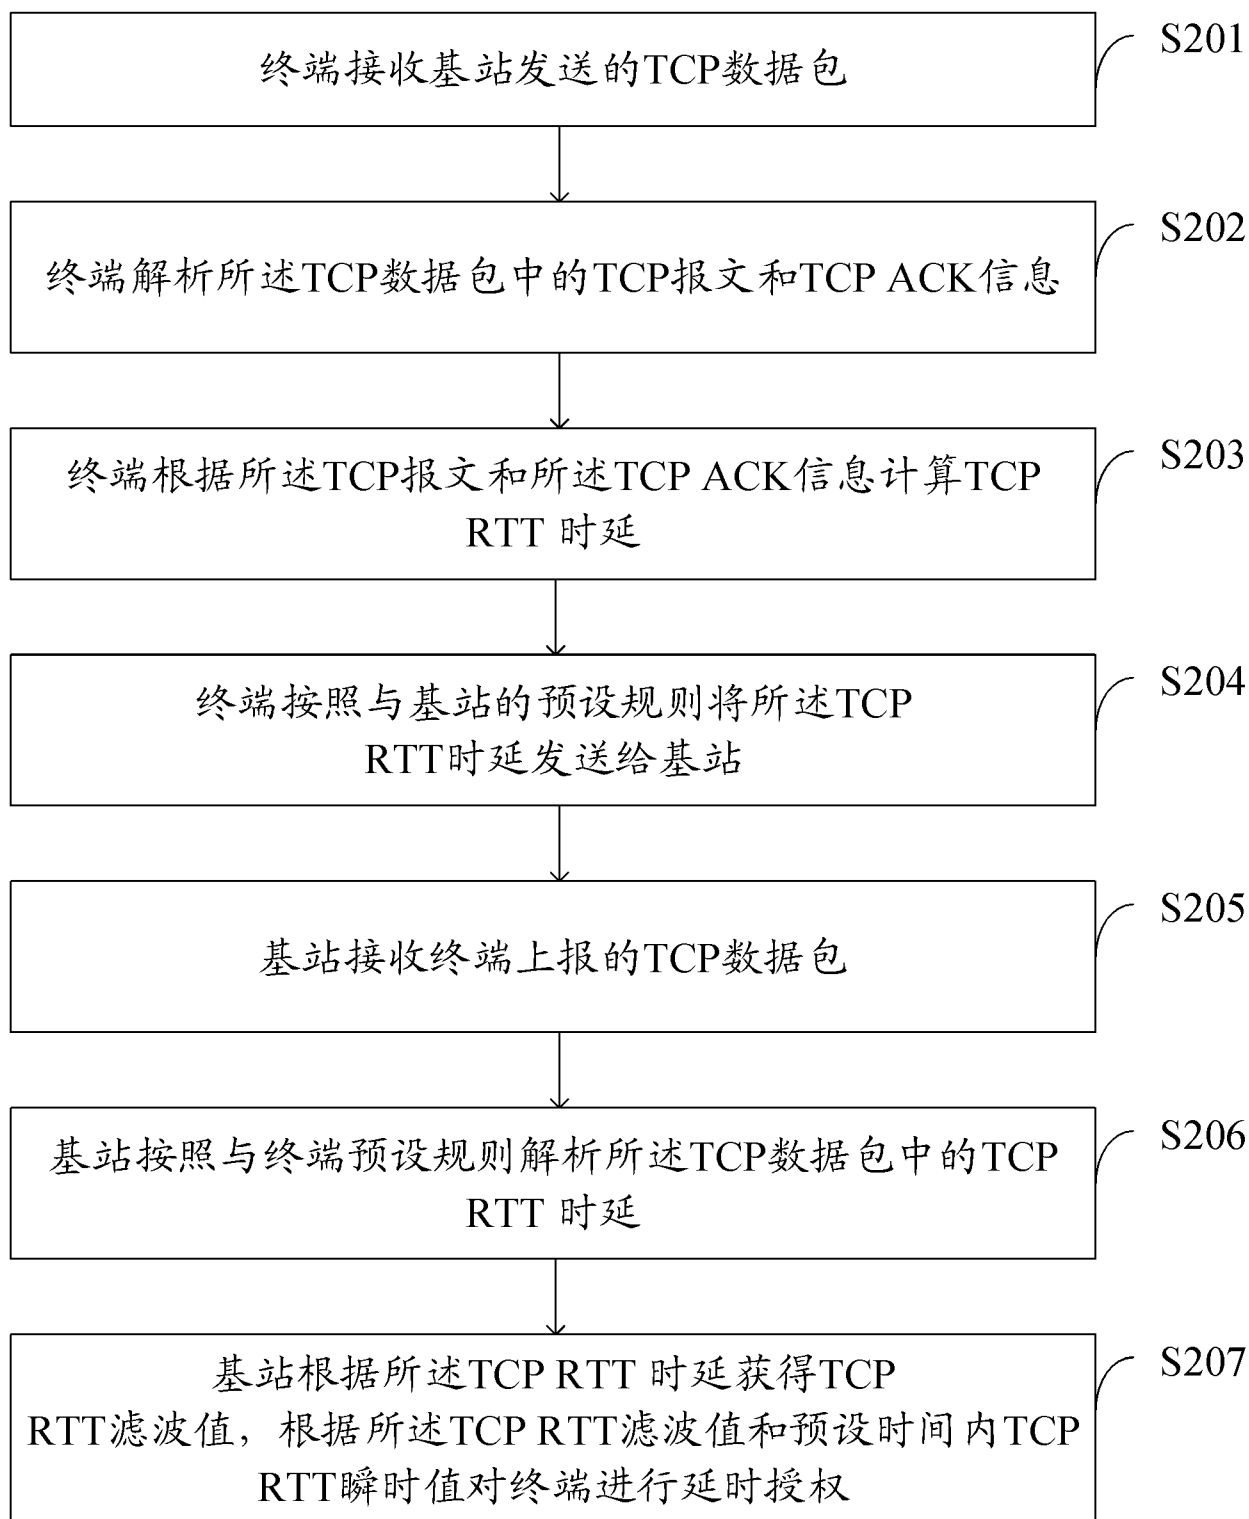 终端接收基站发送的TCP数据包
S201
终端解析所述TCP数据包中的TCP报文和TCP ACK信息
S202
终端根据所述TCP报文和所述TCP ACK信息计算TCP
RTT 时延
S203
终端按照与基站的预设规则将所述TCP
RTT时延发送给基站
S204
基站接收终端上报的TCP数据包
S205
基站按照与终端预设规则解析所述TCP数据包中的TCP
RTT 时延
S206
基站根据所述TCP RTT 时延获得TCP
RTT滤波值，根据所述TCP RTT滤波值和预设时间内TCP
RTT瞬时值对终端进行延时授权
S207